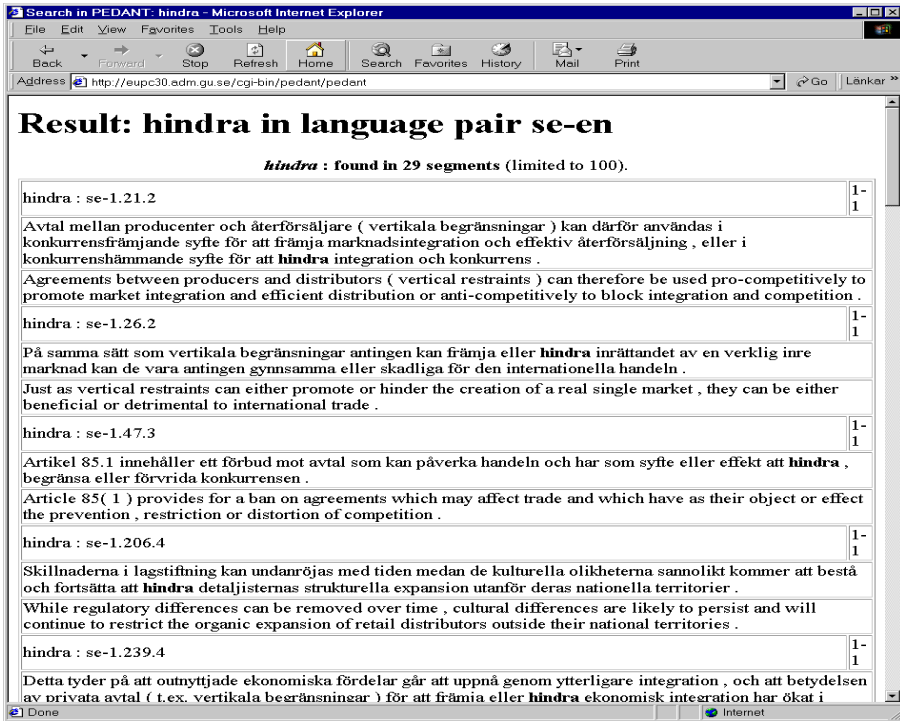 Search in PEDANT: hindra - Microsoft Internet Explorer
File Edit View Favorites Tools Help
Back Forward Stop Refresh Home Search Favorites History Mail Print
Address http://eupc30.adm.gu.se/cgi-bin/pedant/pedant Go Länkar »
Result: hindra in language pair se-en
hindra : found in 29 segments (limited to 100).
hindra : se-1.21.2 1-
1
Avtal mellan producenter och återförsäljare ( vertikala begränsningar ) kan därför användas i
konkurrensfrämjande syfte för att främja marknadsintegration och effektiv återförsäljning , eller i
konkurrenshämmande syfte för att hindra integration och konkurrens .
Agreements between producers and distributors ( vertical restraints ) can therefore be used pro-competitively to
promote market integration and efficient distribution or anti-competitively to block integration and competition .
hindra : se-1.26.2 1-
1
På samma sätt som vertikala begränsningar antingen kan främja eller hindra inrättandet av en verklig inre
marknad kan de vara antingen gynnsamma eller skadliga för den internationella handeln .
Just as vertical restraints can either promote or hinder the creation of a real single market , they can be either
beneficial or detrimental to international trade .
hindra : se-1.47.3 1-
1
Artikel 85.1 innehåller ett förbud mot avtal som kan påverka handeln och har som syfte eller effekt att hindra ,
begränsa eller förvrida konkurrensen .
Article 85( 1 ) provides for a ban on agreements which may affect trade and which have as their object or effect
the prevention , restriction or distortion of competition .
hindra : se-1.206.4 1-
1
Skillnaderna i lagstiftning kan undanröjas med tiden medan de kulturella olikheterna sannolikt kommer att bestå
och fortsätta att hindra detaljisternas strukturella expansion utanför deras nationella territorier .
While regulatory differences can be removed over time , cultural differences are likely to persist and will
continue to restrict the organic expansion of retail distributors outside their national territories .
hindra : se-1.239.4 1-
1
Detta tyder på att outnyttjade ekonomiska fördelar går att uppnå genom ytterligare integration , och att betydelsen
av privata avtal ( t.ex. vertikala begränsningar ) för att främja eller hindra ekonomisk integration har ökat i
Done Internet